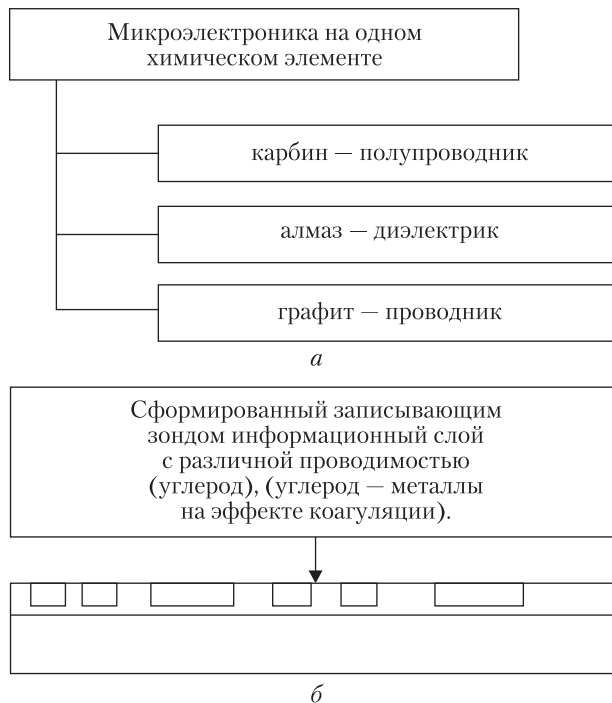 Микроэлектроника на одном
химическом элементе
карбин — полупроводник
алмаз — диэлектрик
графит — проводник
а
Сформированный записывающим
зондом информационный слой
с различной проводимостью
(углерод), (углерод — металлы
на эффекте коагуляции).
б